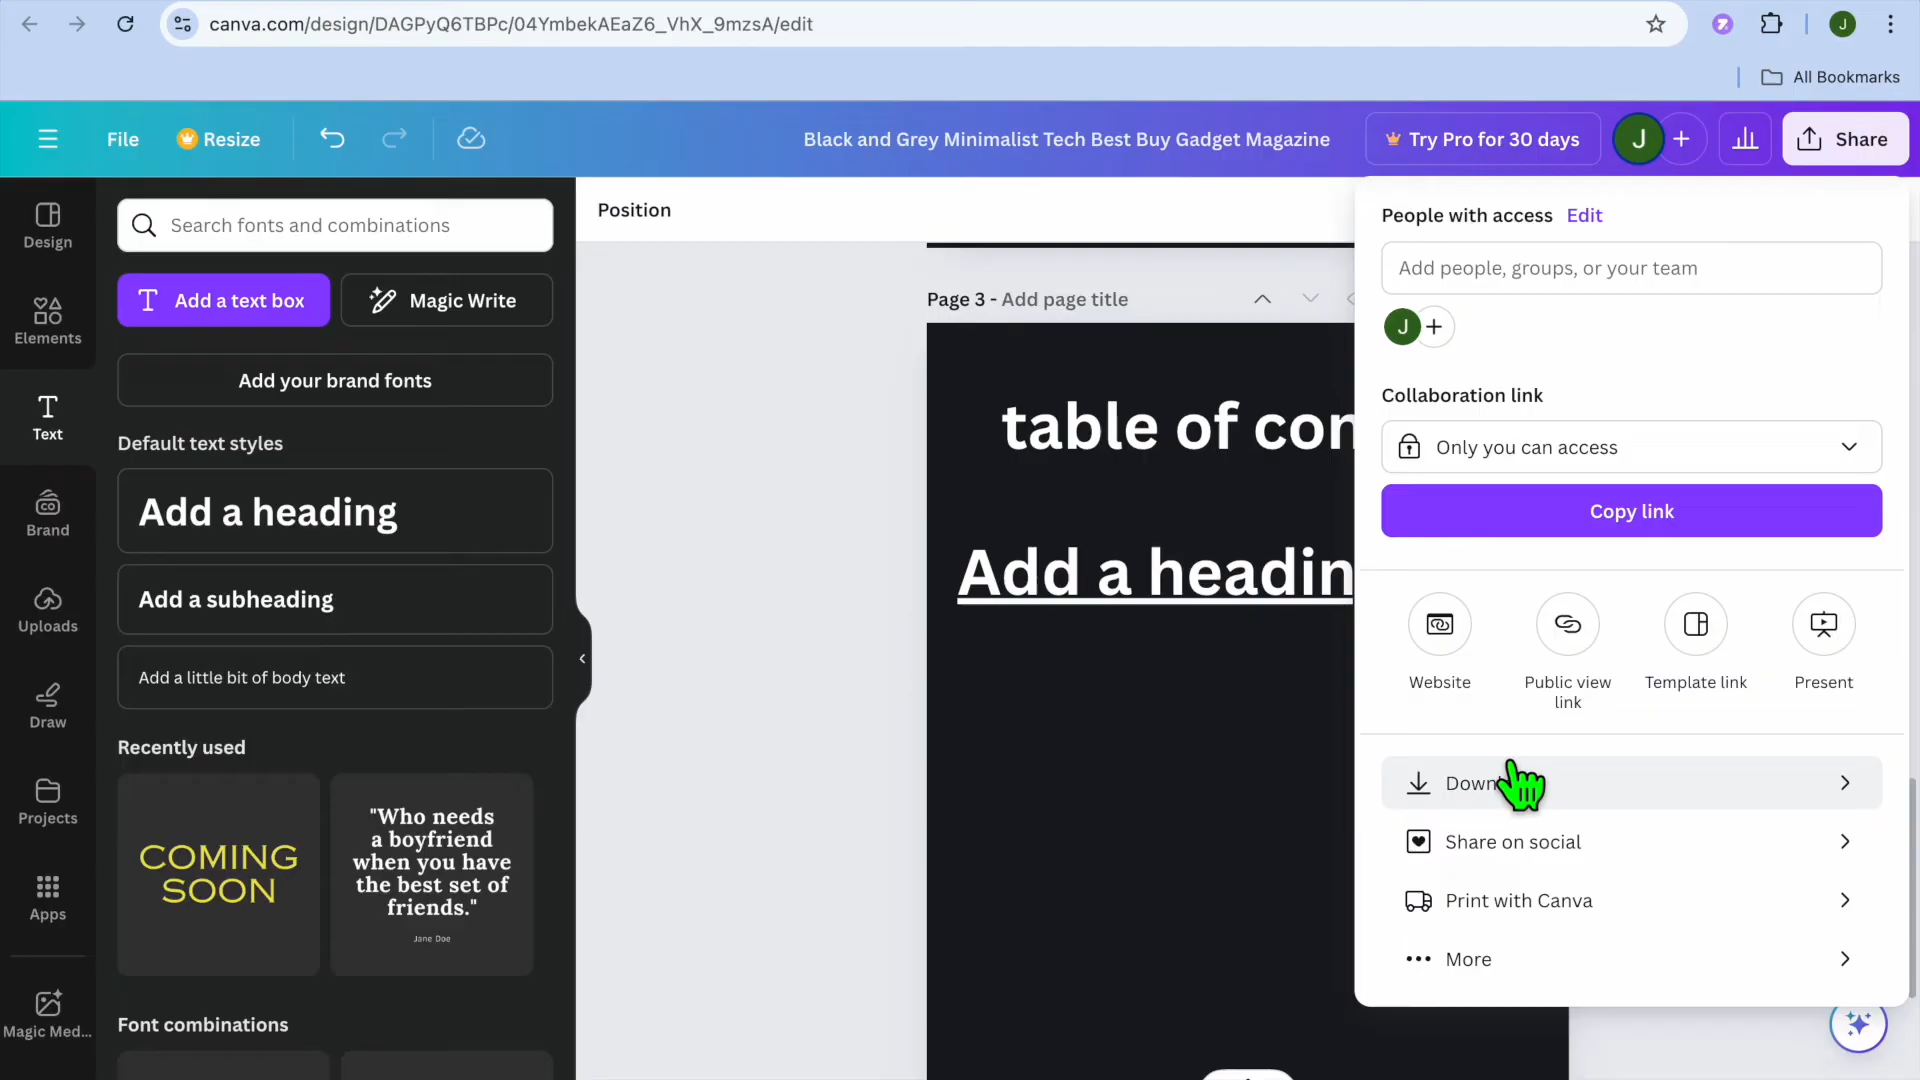 canva.com/design/DAGPyQ6TBPc/04YmbekAEaZ6_VhX_9mzsA/edit
J
All Bookmarks
File
Resize
Black and Grey Minimalist Tech Best Buy Gadget Magazine
Try Pro for 30 days
J
Share
Design
Elements
Text
Brand
Uploads
Draw
Projects
Apps
Magic Med...
Search fonts and combinations
Add a text box
Magic Write
Add your brand fonts
Default text styles
Add a heading
Add a subheading
Add a little bit of body text
Recently used
COMING
SOON
"Who needs
a boyfriend
when you have
the best set of
friends."
Jane Doe
Font combinations
Position
Page 3 - Add page title
table of con
Add a headin
People with access Edit
Add people, groups, or your team
J
Collaboration link
Only you can access
Copy link
Website
Public view
link
Template link
Present
Down
Share on social
Print with Canva
More